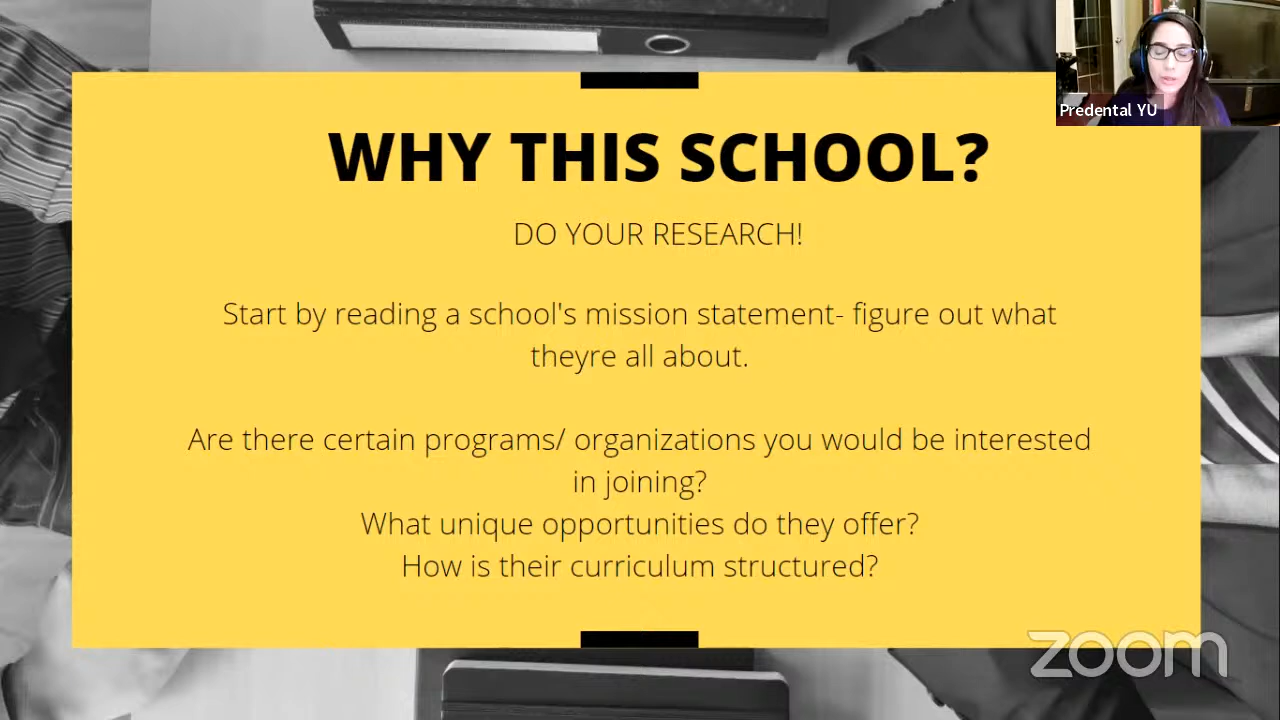 Predental YU
WHY THIS SCHOOL?
DO YOUR RESEARCH!
Start by reading a school's mission statement- figure out what
theyre all about.
Are there certain programs/ organizations you would be interested
in joining?
What unique opportunities do they offer?
How is their curriculum structured?
zoom